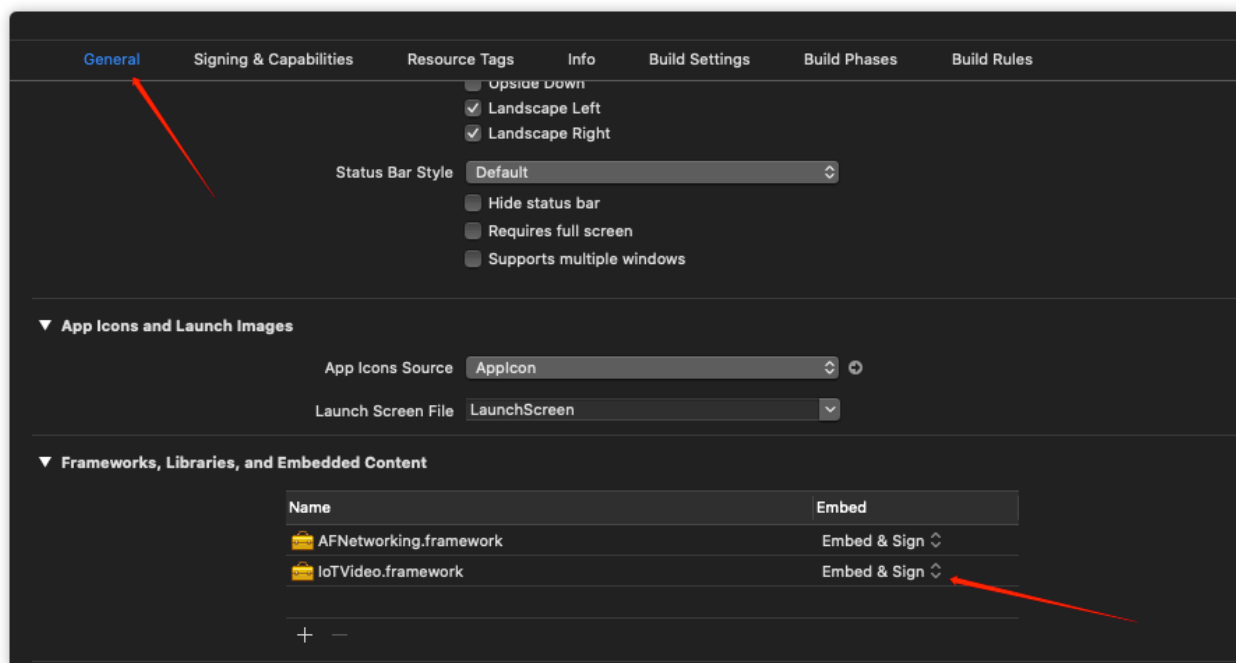 General Signing & Capabilities Resource Tags Info Build Settings Build Phases Build Rules
Upside Down
Landscape Left
Landscape Right
Status Bar Style Default
Hide status bar
Requires full screen
Supports multiple windows
App Icons and Launch Images
App Icons Source AppIcon
Launch Screen File LaunchScreen
Frameworks, Libraries, and Embedded Content
Name Embed
AFNetworking.framework Embed & Sign
IoTVideo.framework Embed & Sign